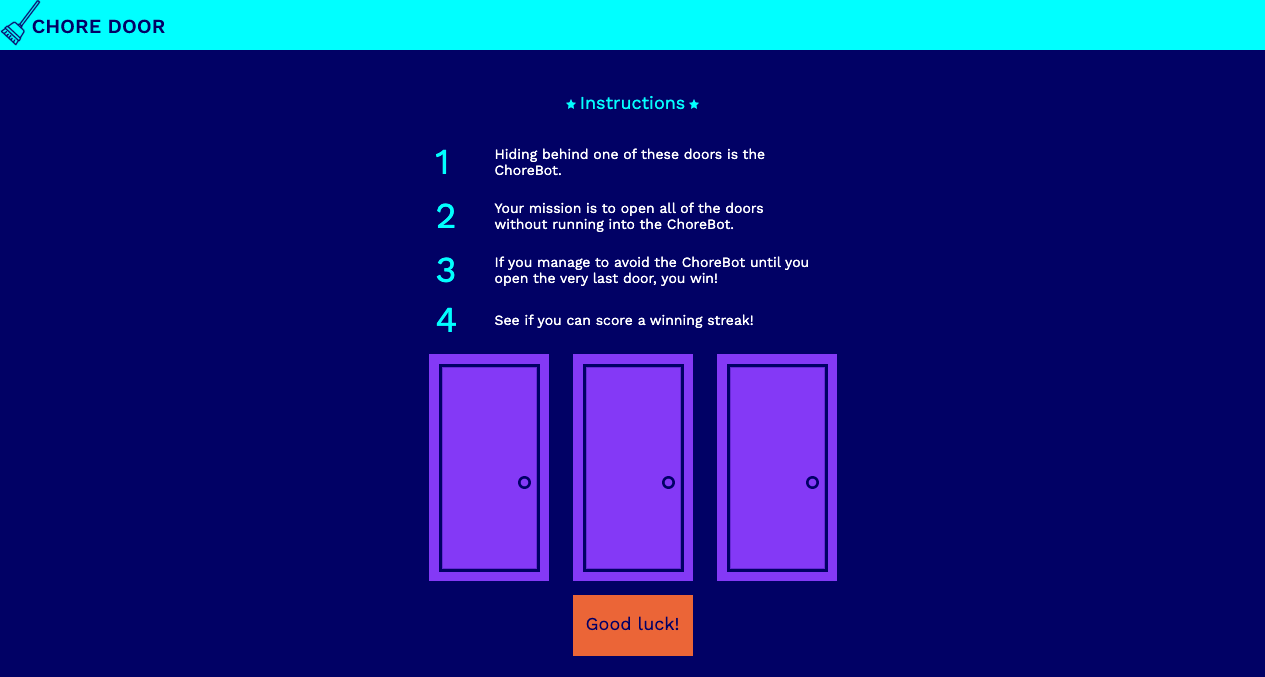 CHORE DOOR
Instructions
1
Hiding behind one of these doors is the
ChoreBot.
2
Your mission is to open all of the doors
without running into the ChoreBot.
3
If you manage to avoid the ChoreBot until you
open the very last door, you win!
4
See if you can score a winning streak!
Good luck!